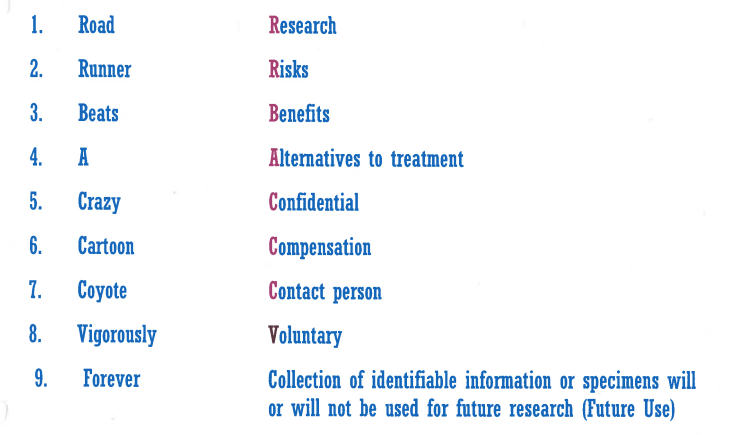 1. Road Research
2. Runner Risks
3. Beats Benefits
4. A Alternatives to treatment
5. Crazy Confidential
6. Cartoon Compensation
7. Coyote Contact person
8. Vigorously Voluntary
9. Forever Collection of identifiable information or specimens will
or will not be used for future research (Future Use)